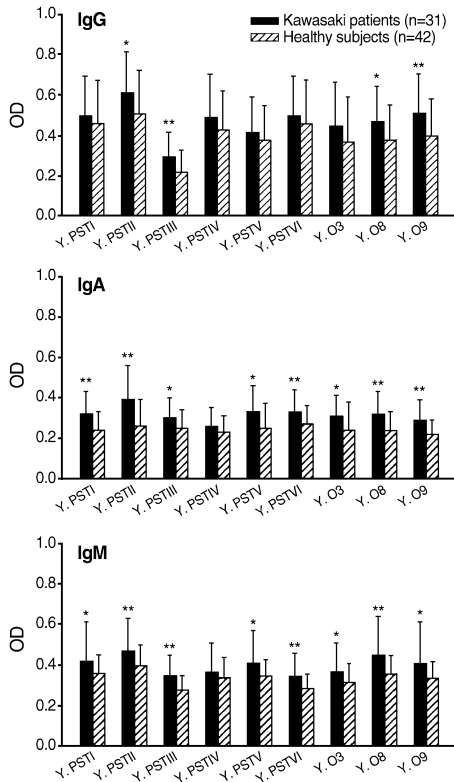 IgG
Kawasaki patients (n=31)
Healthy subjects (n=42)
OD
1.0
0.8
0.6
0.4
0.2
0.0
* ** * **
Y. PSTI Y. PSTII Y. PSTIII Y. PSTIV Y. PSTV Y. PSTVI Y. O3 Y. O8 Y. O9
IgA
OD
1.0
0.8
0.6
0.4
0.2
0.0
** ** * * ** * ** **
Y. PSTI Y. PSTII Y. PSTIII Y. PSTIV Y. PSTV Y. PSTVI Y. O3 Y. O8 Y. O9
IgM
OD
1.0
0.8
0.6
0.4
0.2
0.0
* ** ** * ** * ** *
Y. PSTI Y. PSTII Y. PSTIII Y. PSTIV Y. PSTV Y. PSTVI Y. O3 Y. O8 Y. O9